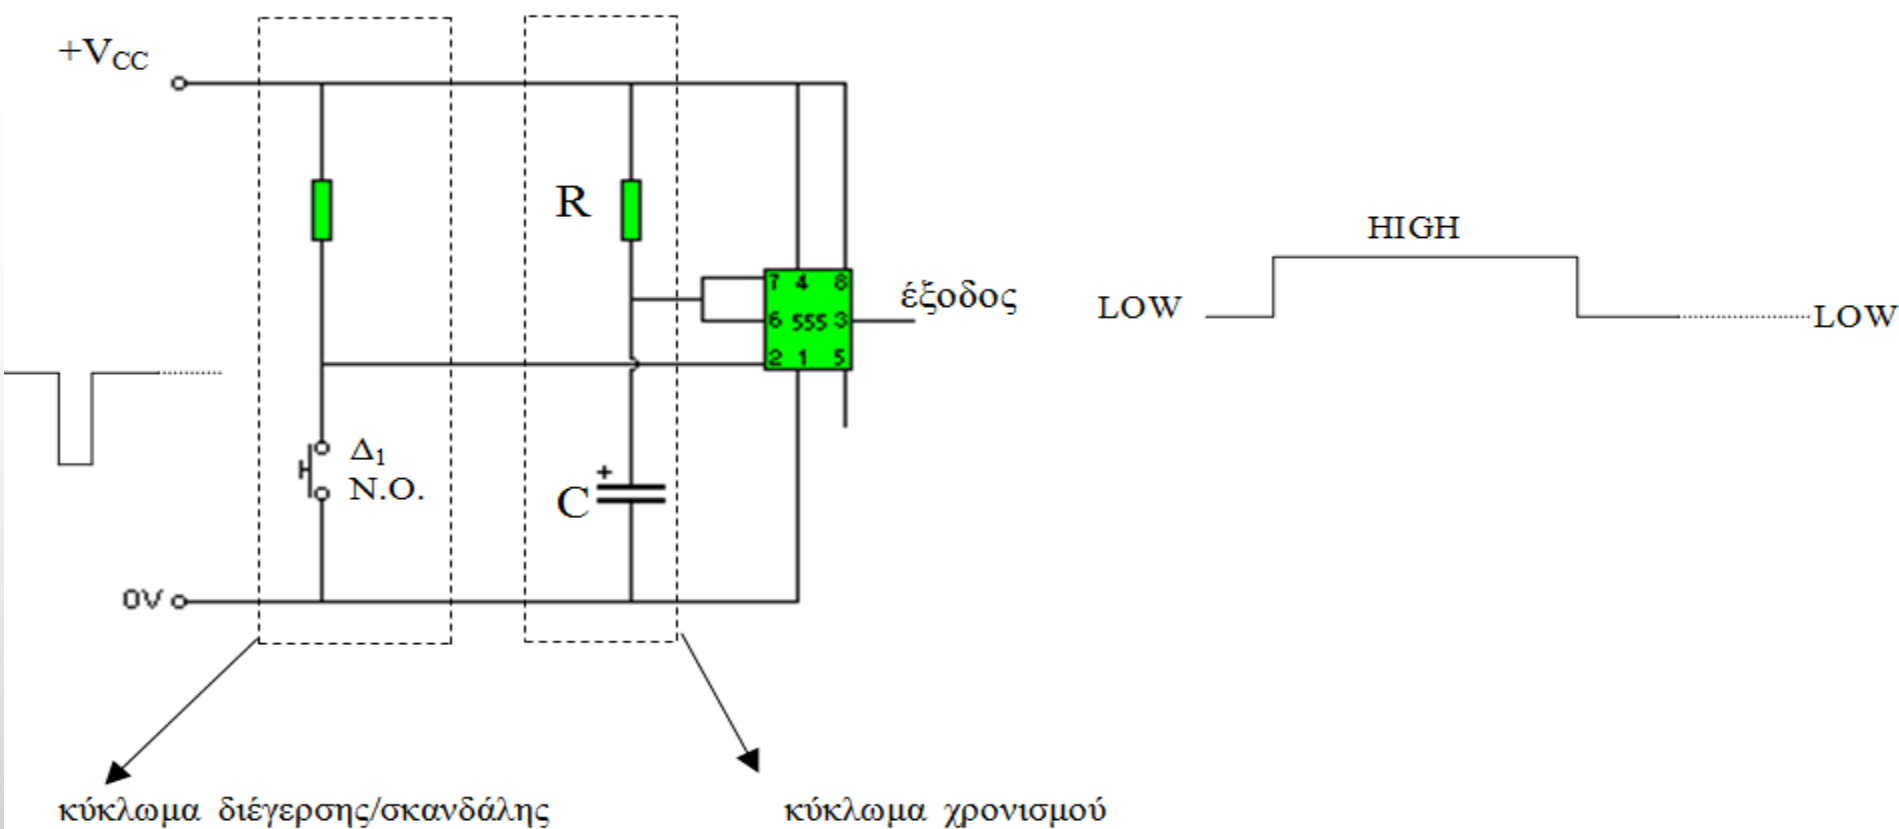 +V_CC
R
HIGH
7 4 8
έξοδος
LOW
LOW
6 555 3
2 1 5
Δ₁
N.O.
+
C
0V
κύκλωμα διέγερσης/σκανδάλης
κύκλωμα χρονισμού